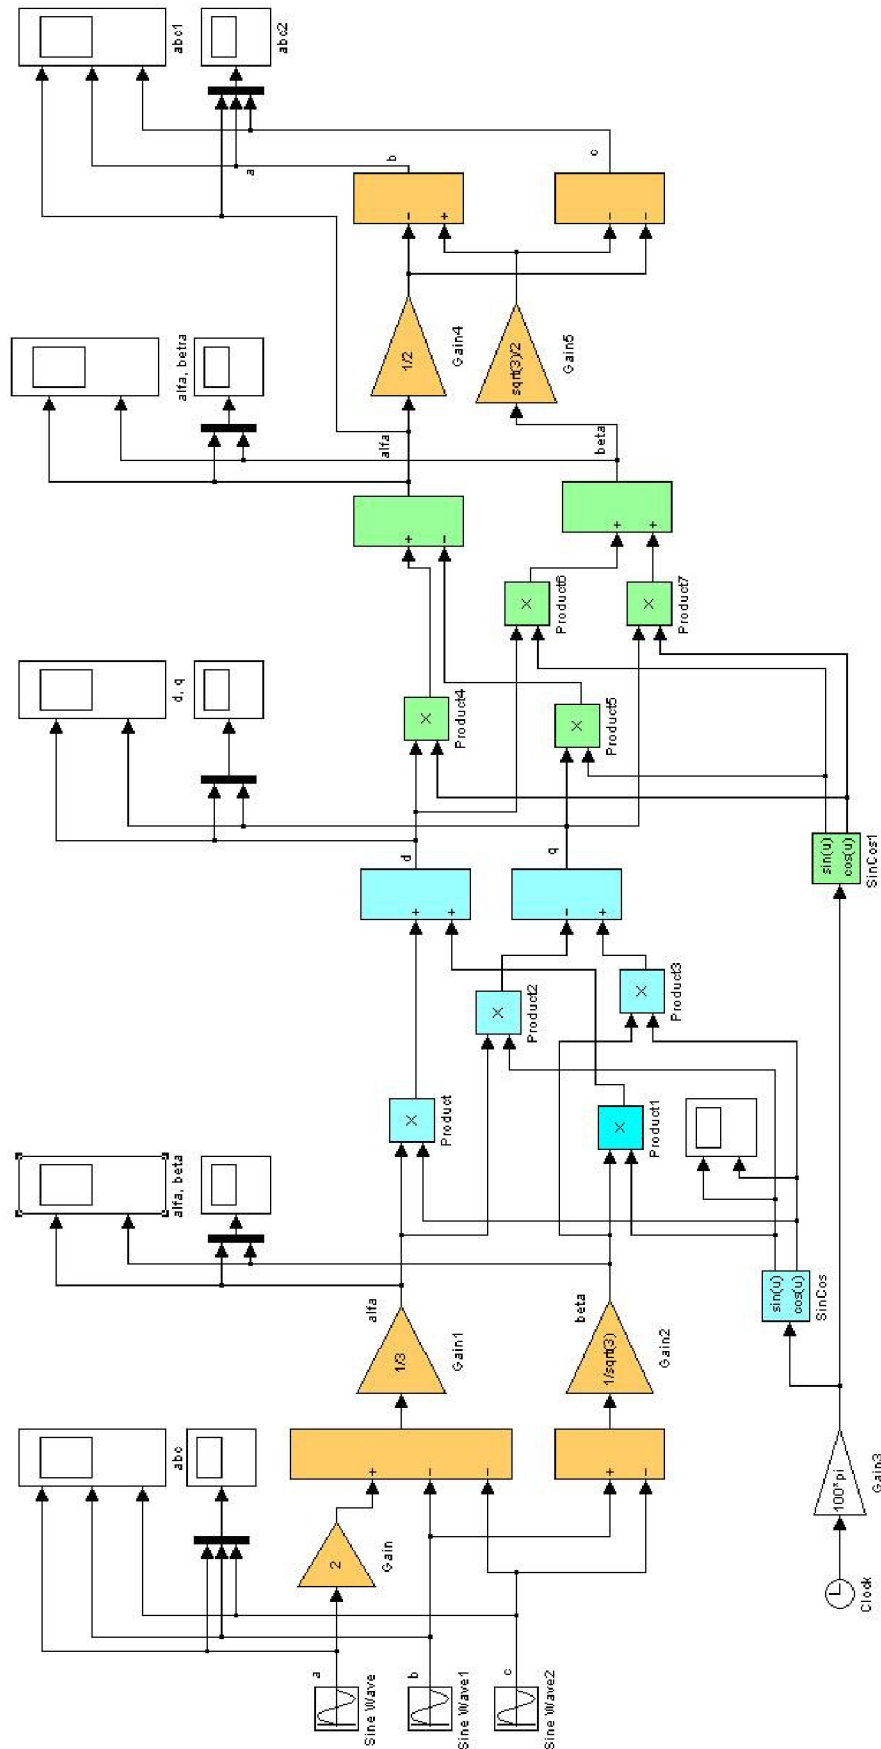 abc1
abc2
a
b
c
-
+
-
-
alfa, betra
1/2
Gain4
sqrt(3)/2
Gain5
alfa
beta
+
-
+
+
Product6
Product7
d, q
Product4
Product5
sin(u)
cos(u)
SinCos1
d
q
+
+
-
+
Product2
Product3
Product
Product1
alfa, beta
sin(u)
cos(u)
SinCos
alfa
beta
1/3
Gain1
1/sqrt(3)
Gain2
abc
+
-
-
+
-
2
Gain
100*pi
Gain3
Clock
a
Sine Wave
b
Sine Wave1
c
Sine Wave2